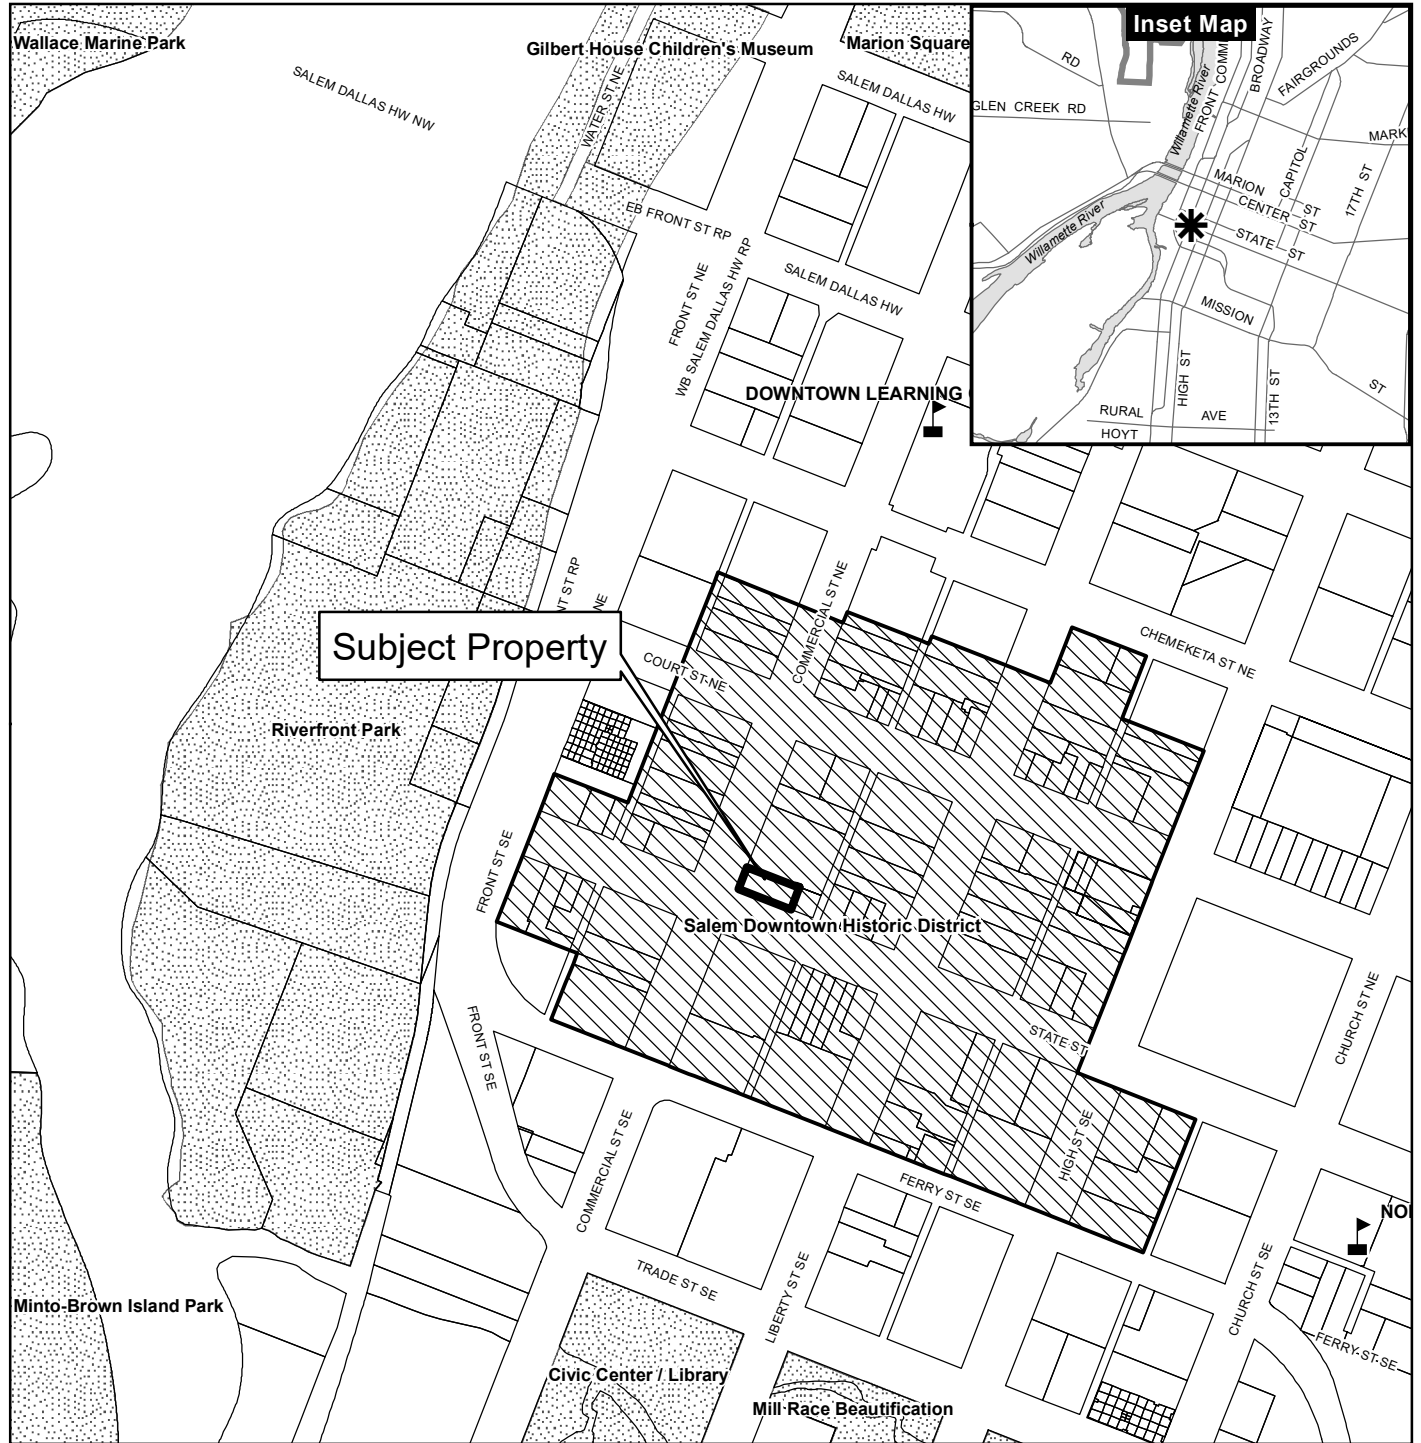 Wallace Marine Park
Gilbert House Children's Museum
Marion Square
Inset Map
SALEM DALLAS HW NW
WATER ST NE
SALEM DALLAS HW
EB FRONT ST RP
FRONT ST NE
WB SALEM DALLAS HW RP
SALEM DALLAS HW
DOWNTOWN LEARNING
RD
GLEN CREEK RD
Willamette River
FRONT
COMM
BROADWAY
FAIRGROUNDS
MARK
CAPITOL
17TH ST
MARION ST
CENTER ST
STATE ST
Willamette River
MISSION
ST
HIGH ST
13TH ST
RURAL AVE
HOYT
NT ST RP
NE
Subject Property
COURT ST NE
COMMERCIAL ST NE
CHEMEKETA ST NE
Riverfront Park
FRONT ST SE
Salem Downtown Historic District
CHURCH ST NE
STATE ST
FRONT ST SE
COMMERCIAL ST SE
HIGH ST SE
FERRY ST SE
NOI
TRADE ST SE
LIBERTY ST SE
CHURCH ST SE
FERRY ST SE
Minto-Brown Island Park
Civic Center / Library
Mill Race Beautification